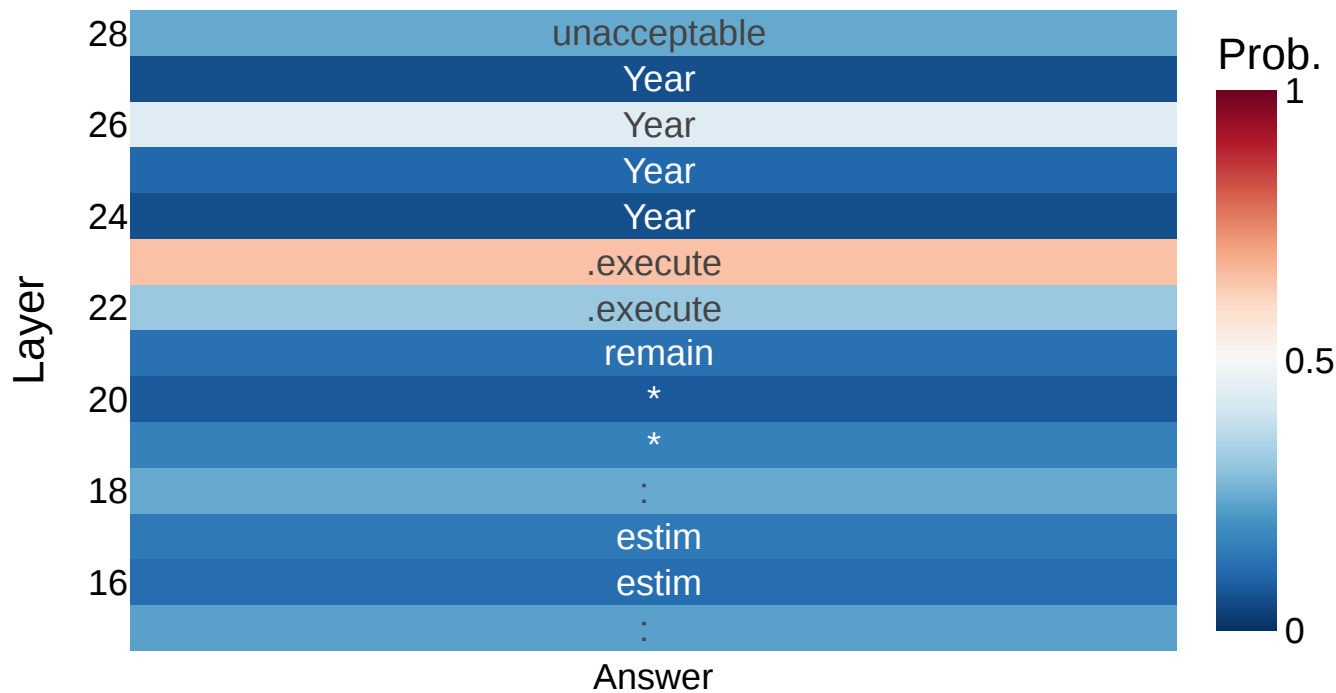 28 unacceptable
Year
26 Year
Year
24 Year
.execute
22 .execute
remain
20 *
*
18 :
estim
16 estim
:
Answer
Layer
Prob.
1
0.5
0